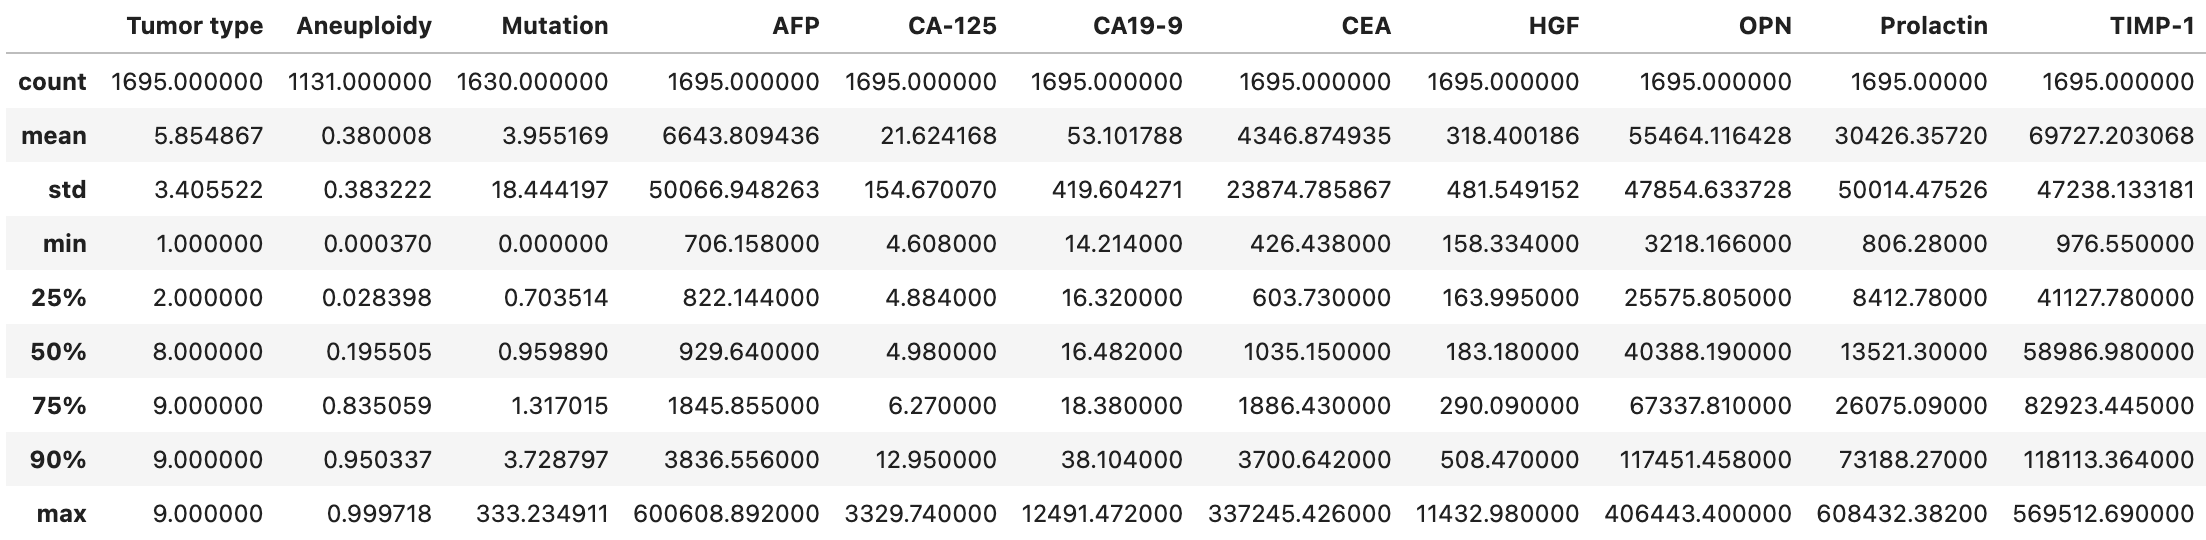 Tumor type Aneuploidy Mutation AFP CA-125 CA19-9 CEA HGF OPN Prolactin TIMP-1
count 1695.000000 1131.000000 1630.000000 1695.000000 1695.000000 1695.000000 1695.000000 1695.000000 1695.000000 1695.00000 1695.000000
mean 5.854867 0.380008 3.955169 6643.809436 21.624168 53.101788 4346.874935 318.400186 55464.116428 30426.35720 69727.203068
std 3.405522 0.383222 18.444197 50066.948263 154.670070 419.604271 23874.785867 481.549152 47854.633728 50014.47526 47238.133181
min 1.000000 0.000370 0.000000 706.158000 4.608000 14.214000 426.438000 158.334000 3218.166000 806.28000 976.550000
25% 2.000000 0.028398 0.703514 822.144000 4.884000 16.320000 603.730000 163.995000 25575.805000 8412.78000 41127.780000
50% 8.000000 0.195505 0.959890 929.640000 4.980000 16.482000 1035.150000 183.180000 40388.190000 13521.30000 58986.980000
75% 9.000000 0.835059 1.317015 1845.855000 6.270000 18.380000 1886.430000 290.090000 67337.810000 26075.09000 82923.445000
90% 9.000000 0.950337 3.728797 3836.556000 12.950000 38.104000 3700.642000 508.470000 117451.458000 73188.27000 118113.364000
max 9.000000 0.999718 333.234911 600608.892000 3329.740000 12491.472000 337245.426000 11432.980000 406443.400000 608432.38200 569512.690000